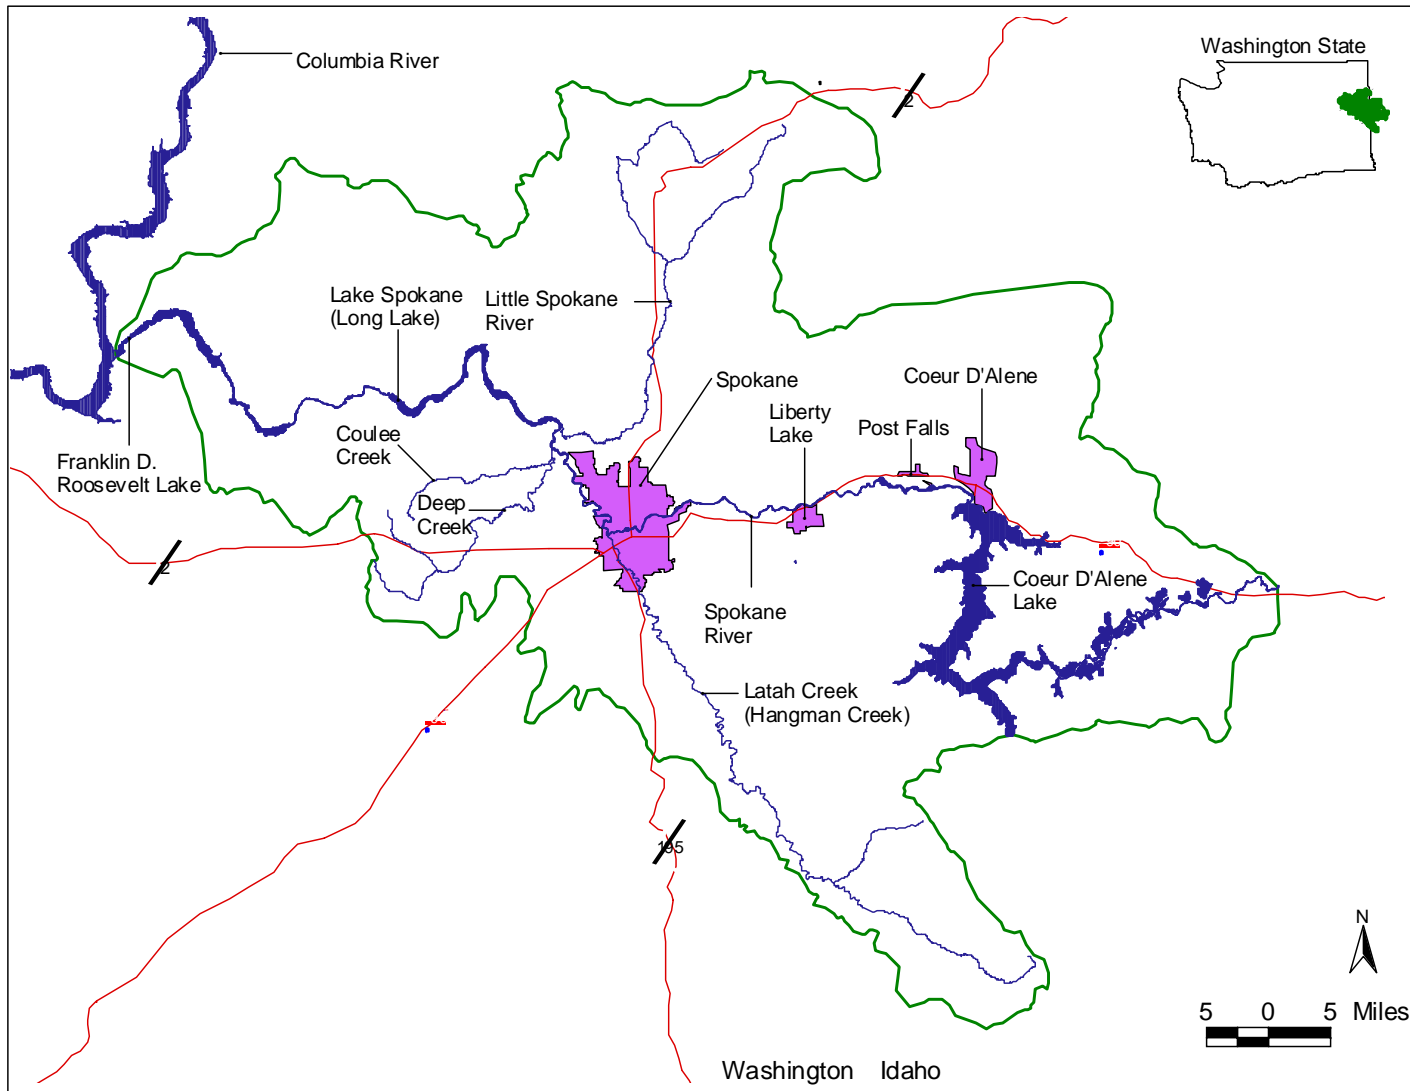 Washington State
Columbia River
2
Lake Spokane
(Long Lake)
Little Spokane
River
Spokane
Coeur D'Alene
Liberty
Lake
Post Falls
Coulee
Creek
Franklin D.
Roosevelt Lake
Deep
Creek
2
Coeur D'Alene
Lake
Spokane
River
Latah Creek
(Hangman Creek)
195
N
5 0 5 Miles
Washington Idaho